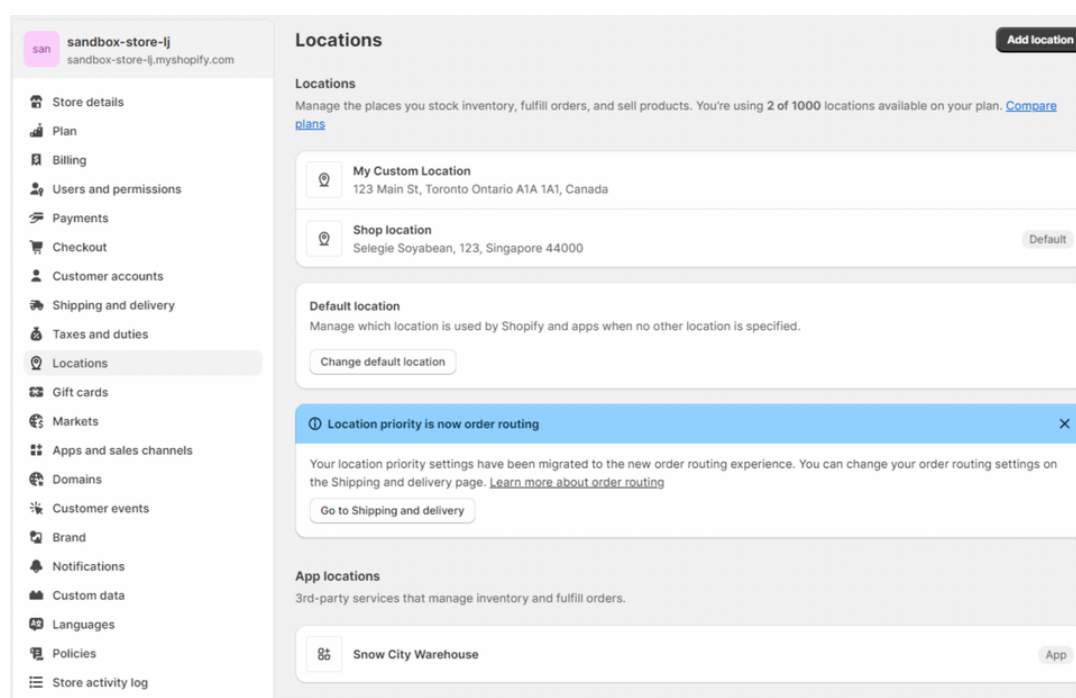 san
sandbox-store-lj
sandbox-store-lj.myshopify.com
Store details
Plan
Billing
Users and permissions
Payments
Checkout
Customer accounts
Shipping and delivery
Taxes and duties
Locations
Gift cards
Markets
Apps and sales channels
Domains
Customer events
Brand
Notifications
Custom data
Languages
Policies
Store activity log
Locations
Add location
Locations
Manage the places you stock inventory, fulfill orders, and sell products. You're using 2 of 1000 locations available on your plan. Compare
plans
My Custom Location
123 Main St, Toronto Ontario A1A 1A1, Canada
Shop location
Selegie Soyabean, 123, Singapore 44000
Default
Default location
Manage which location is used by Shopify and apps when no other location is specified.
Change default location
Location priority is now order routing
Your location priority settings have been migrated to the new order routing experience. You can change your order routing settings on
the Shipping and delivery page. Learn more about order routing
Go to Shipping and delivery
App locations
3rd-party services that manage inventory and fulfill orders.
Snow City Warehouse
App